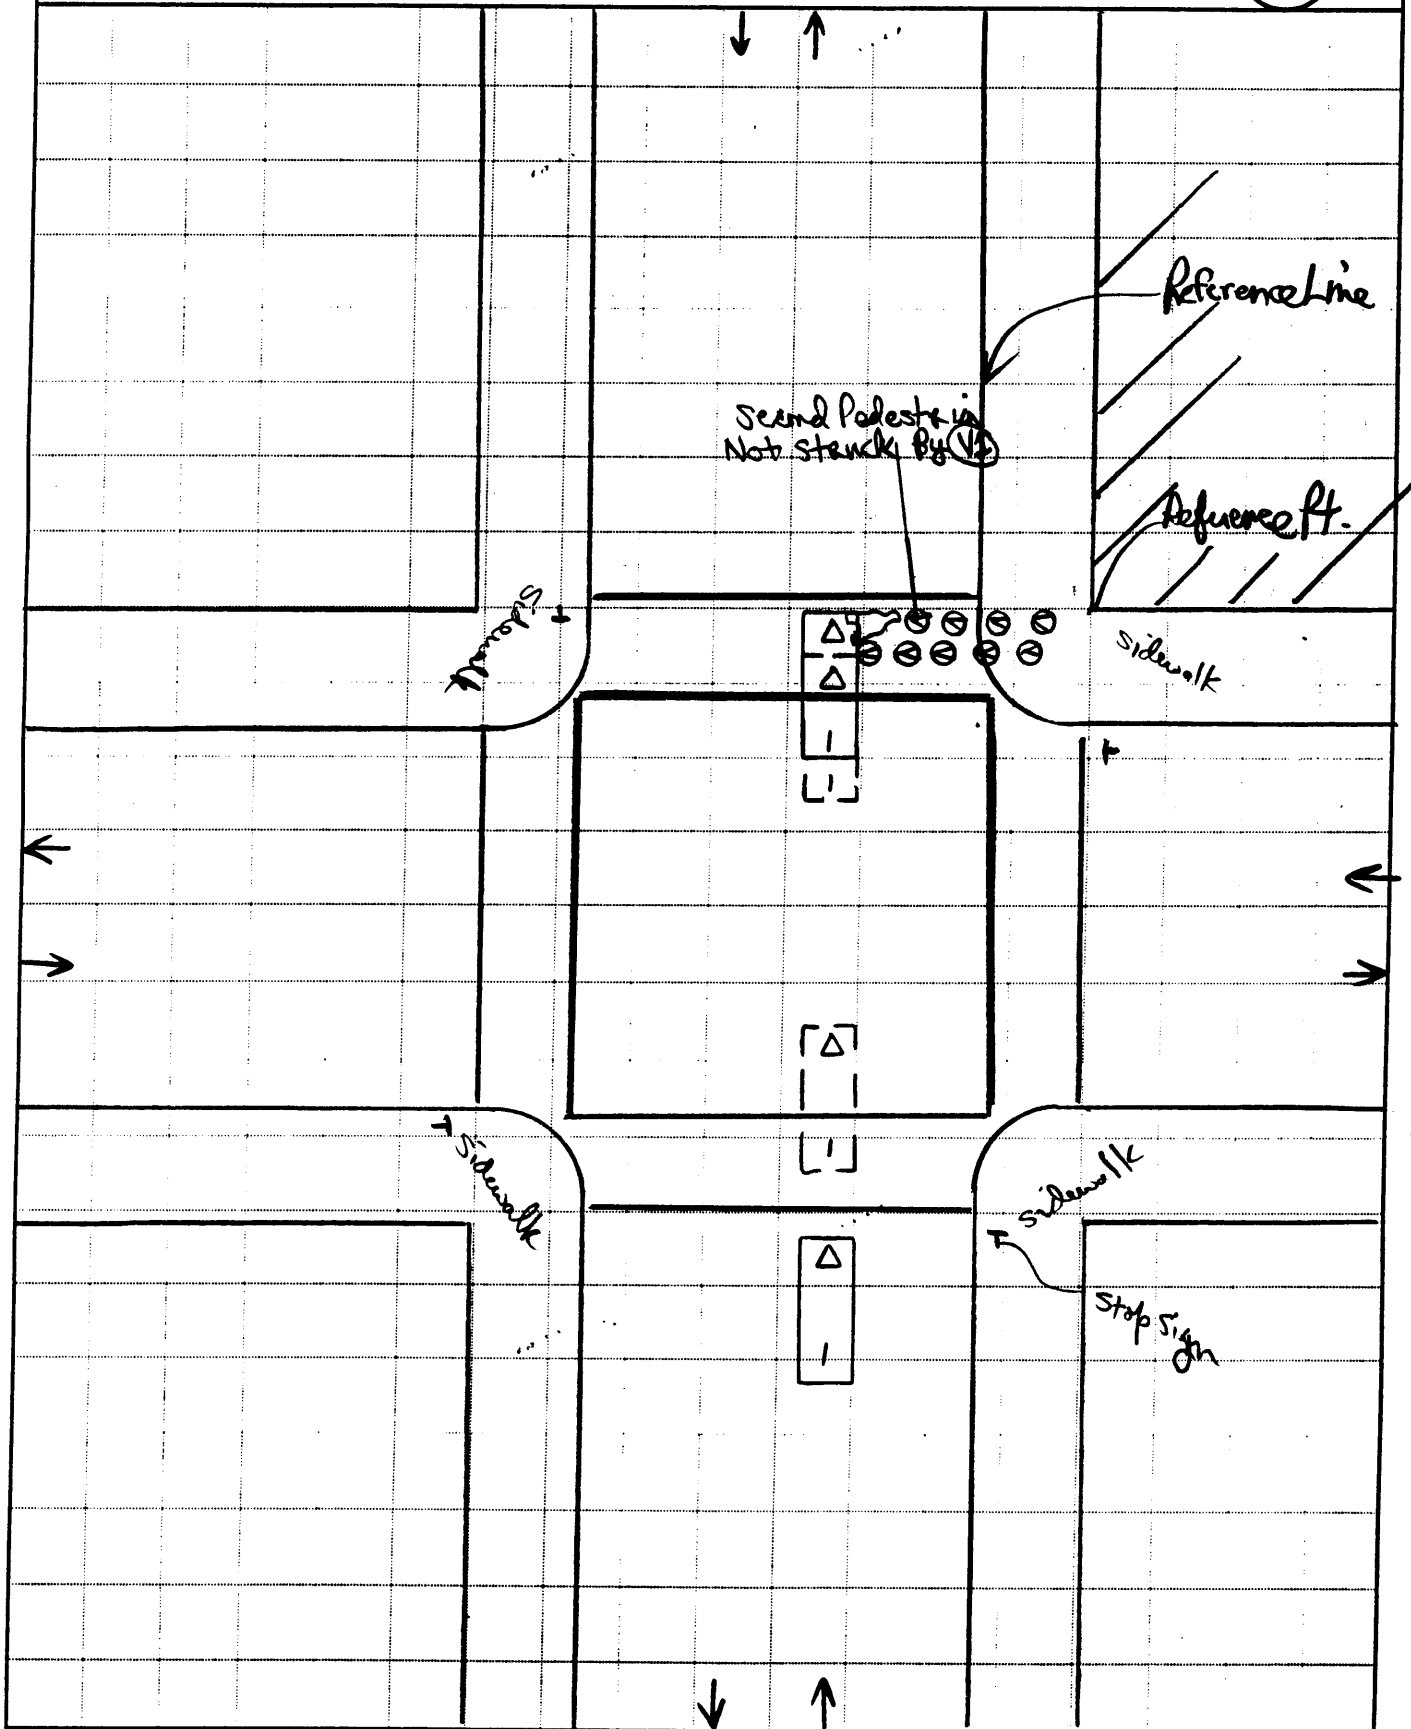 Reference Line
Second Pedestrian
Not Struck By V1
Reference Pt.
Sidewalk
sidewalk
Sidewalk
sidewalk
Stop Sign